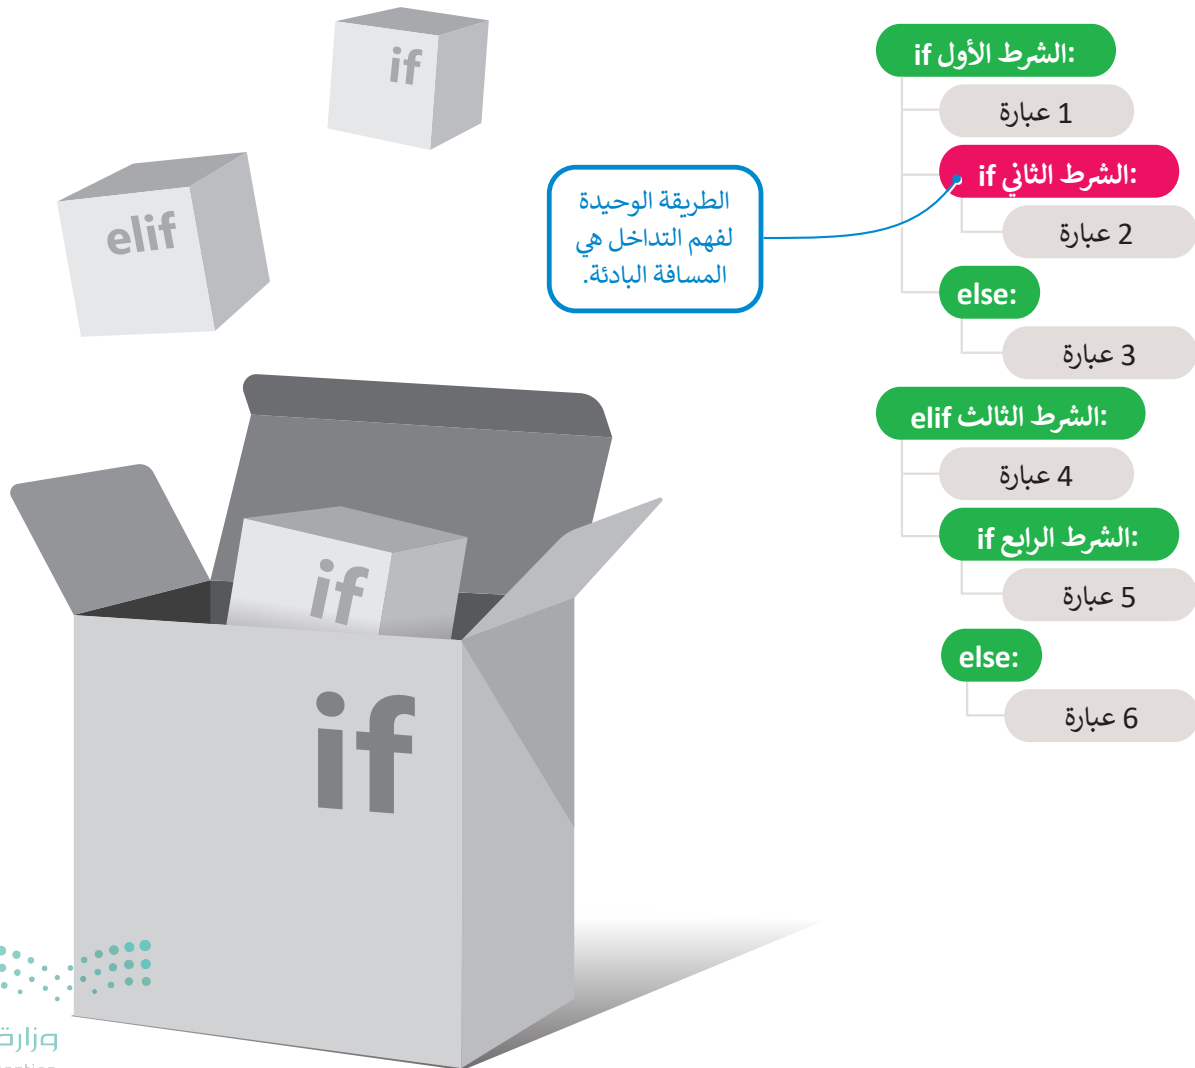 if
elif
if
if
الطريقة الوحيدة
لفهم التداخل هي
المسافة البادئة.
if الشرط الأول:
1 عبارة
if الشرط الثاني:
2 عبارة
else:
3 عبارة
elif الشرط الثالث:
4 عبارة
if الشرط الرابع:
5 عبارة
else:
6 عبارة
وزارة